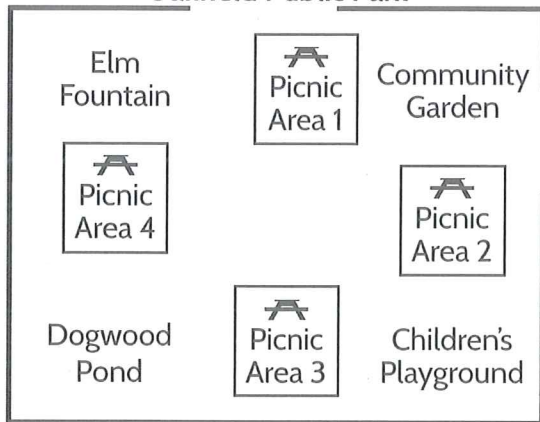 Elm
Fountain
Picnic
Area 1
Community
Garden
Picnic
Area 4
Picnic
Area 2
Dogwood
Pond
Picnic
Area 3
Children's
Playground